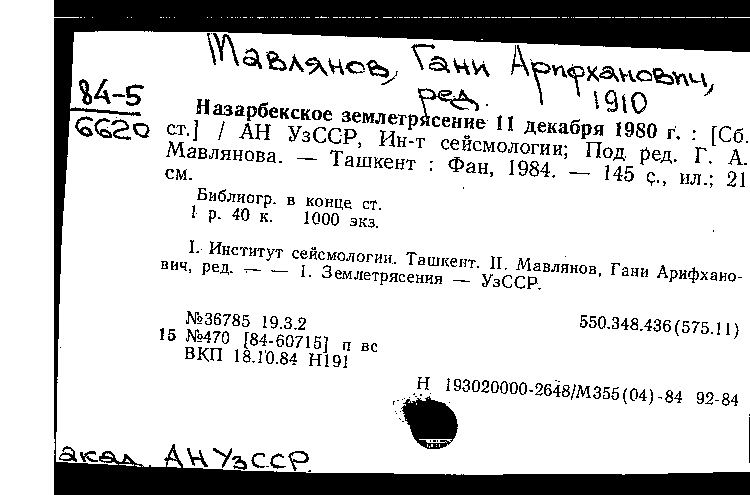 Мавлянов, Гани Арифханович,
ред. 1910
84-5
6620
Назарбекское землетрясение 11 декабря 1980 г. : [Сб.
ст.] / АН УзССР, Ин-т сейсмологии; Под ред. Г. А.
Мавлянова. — Ташкент : Фан, 1984. — 145 с., ил.; 21
см.
Библиогр. в конце ст.
1 р. 40 к. 1000 экз.
I. Институт сейсмологии. Ташкент. II. Мавлянов, Гани Арифхано-
вич, ред. — — 1. Землетрясения — УзССР.
№36785 19.3.2 550.348.436(575.11)
15 №470 [84-60715] п вс
ВКП 18.10.84 Н191
Н 193020000-2648/М355(04)-84 92-84
акад. АН УзССР.